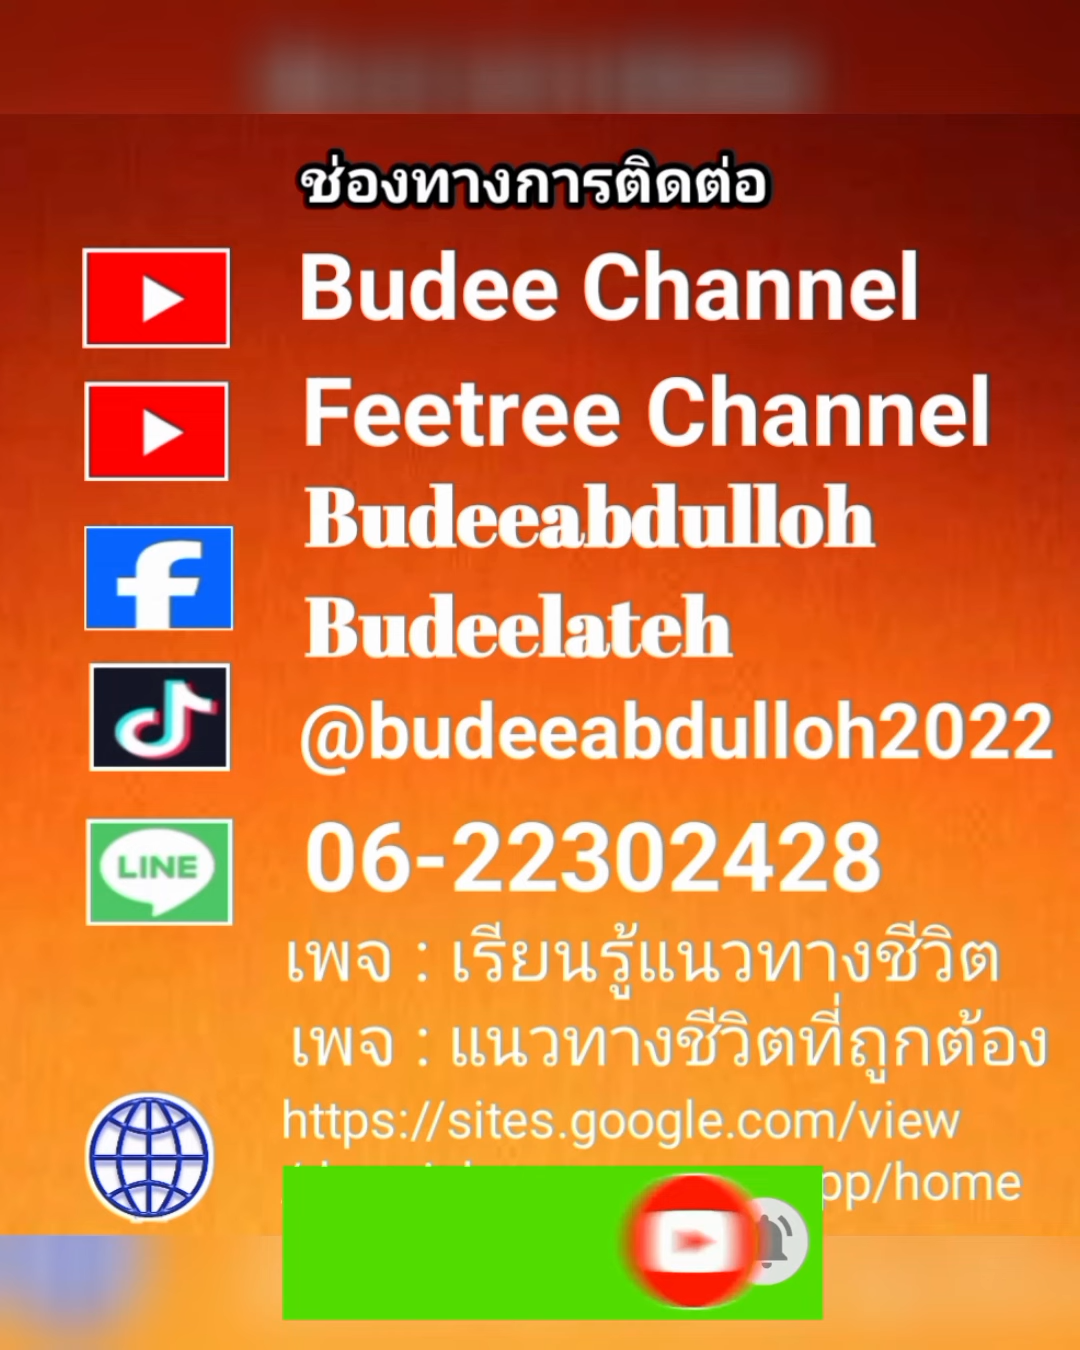 ช่องทางการติดต่อ
Budee Channel
Feetree Channel
Budeeabdulloh
Budeelateh
@budeeabdulloh2022
LINE
06-22302428
เพจ : เรียนรู้แนวทางชีวิต
เพจ : แนวทางชีวิตที่ถูกต้อง
https://sites.google.com/view
pp/home